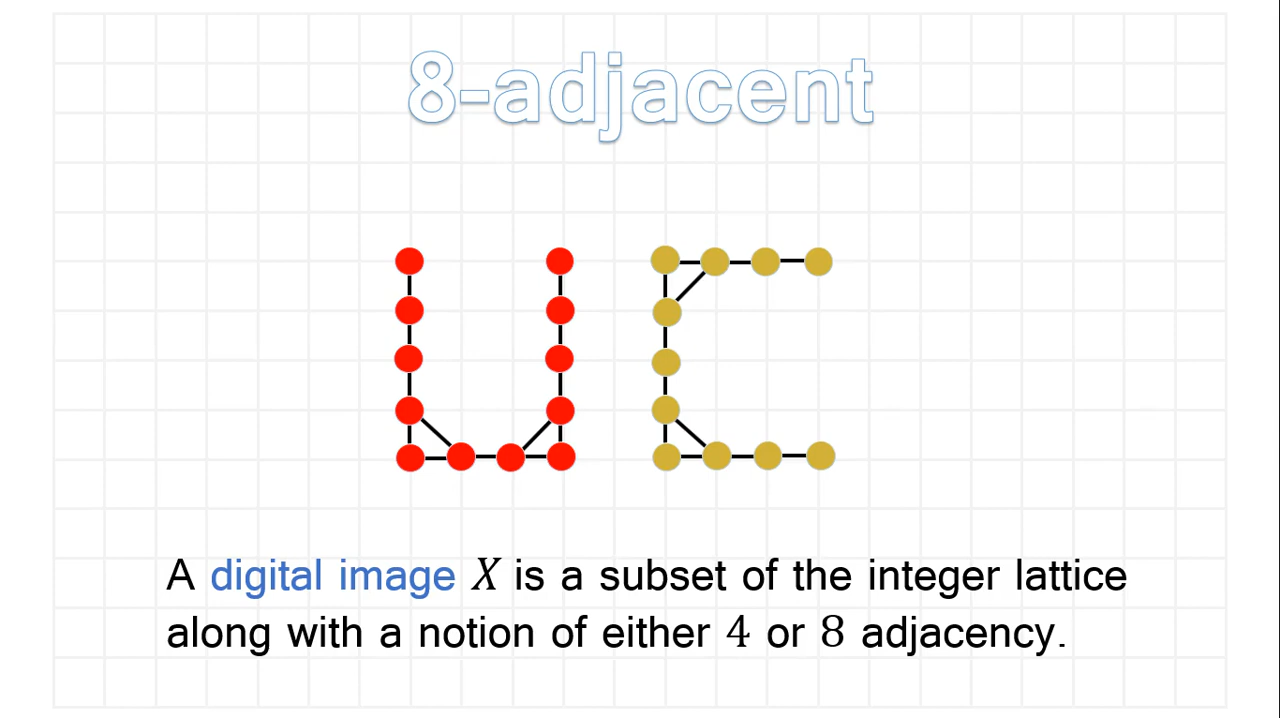 8-adjacent
A digital image X is a subset of the integer lattice
along with a notion of either 4 or 8 adjacency.